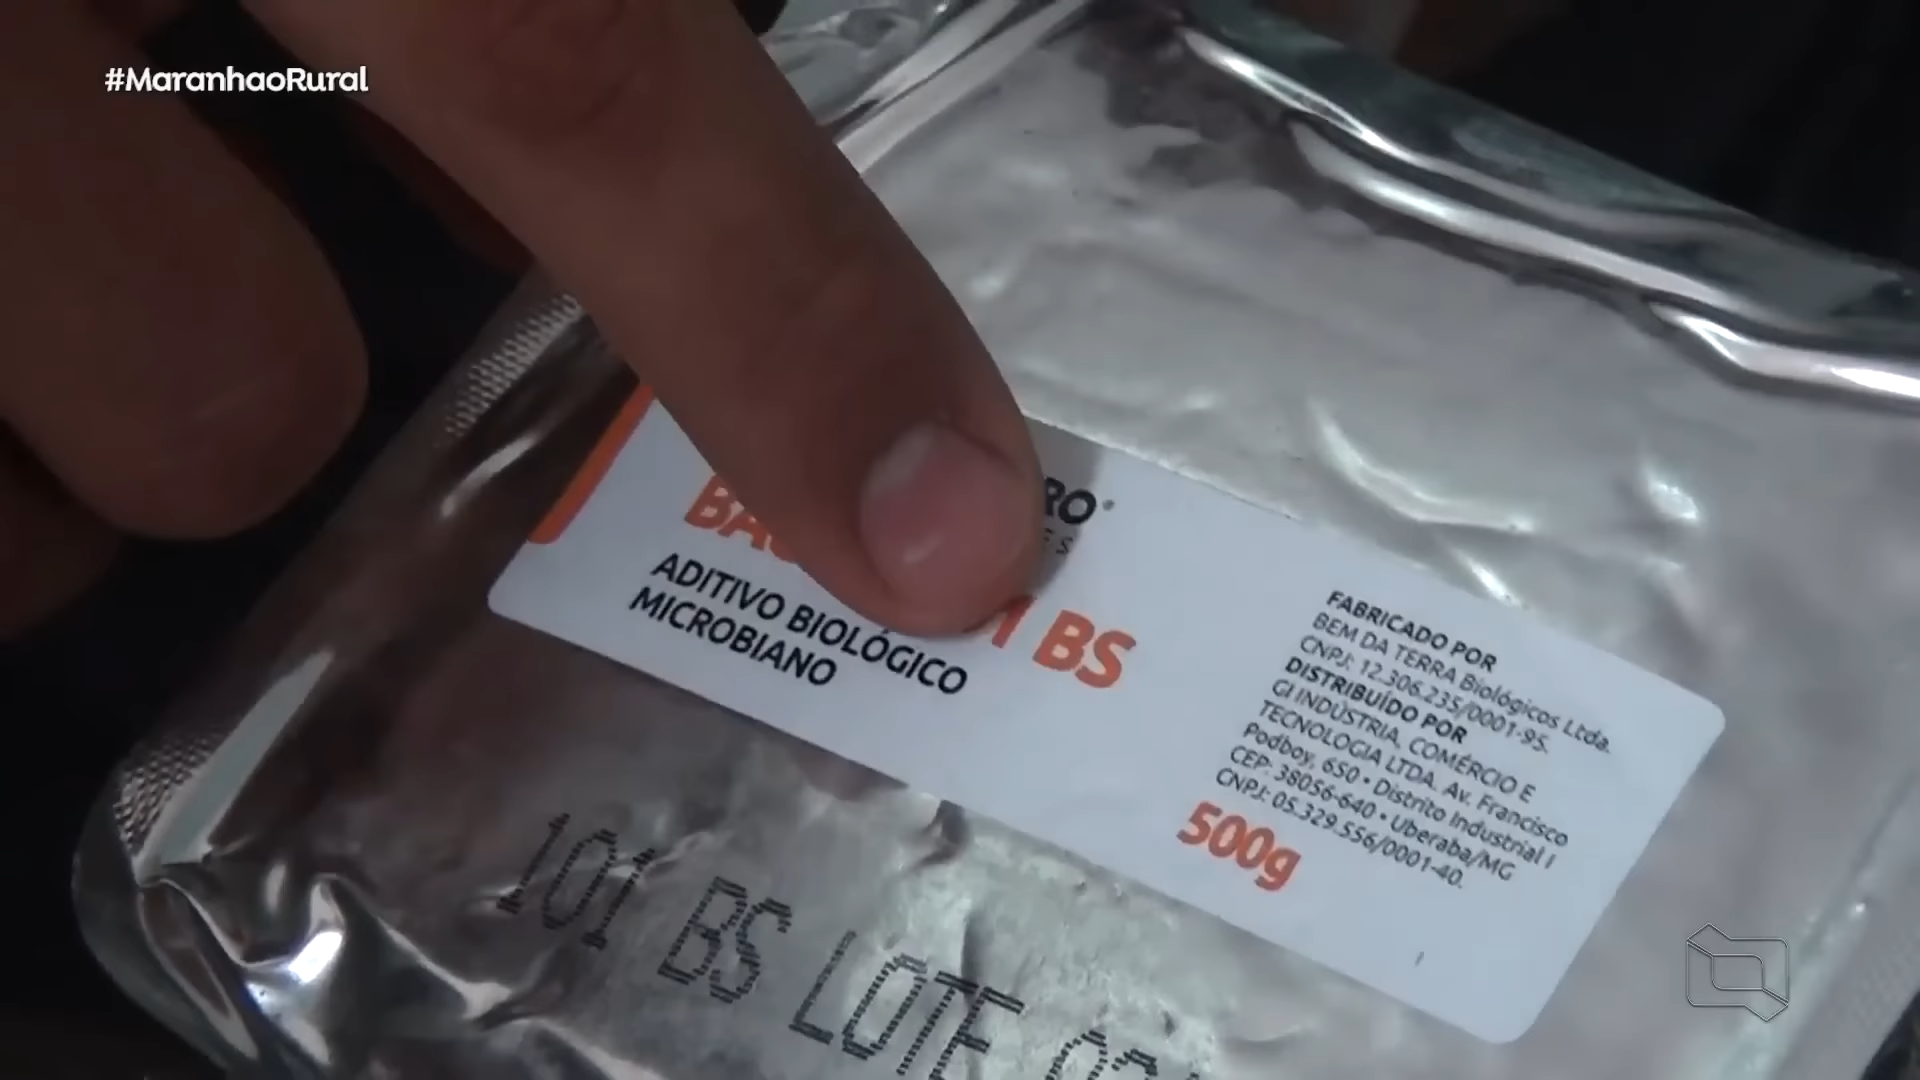 #MaranhaoRural
RO
ES
BS
ADITIVO BIOLÓGICO
MICROBIANO
FABRICADO POR
BEM DA TERRA Biológicos Ltda.
CNPJ: 12.306.235/0001-95.
DISTRIBUÍDO POR
GI INDÚSTRIA, COMÉRCIO E
TECNOLOGIA LTDA. Av. Francisco
Podboy, 650 • Distrito Industrial I
CEP: 38056-640 • Uberaba/MG
CNPJ: 05.329.556/0001-40.
500g
101 BS LOTE